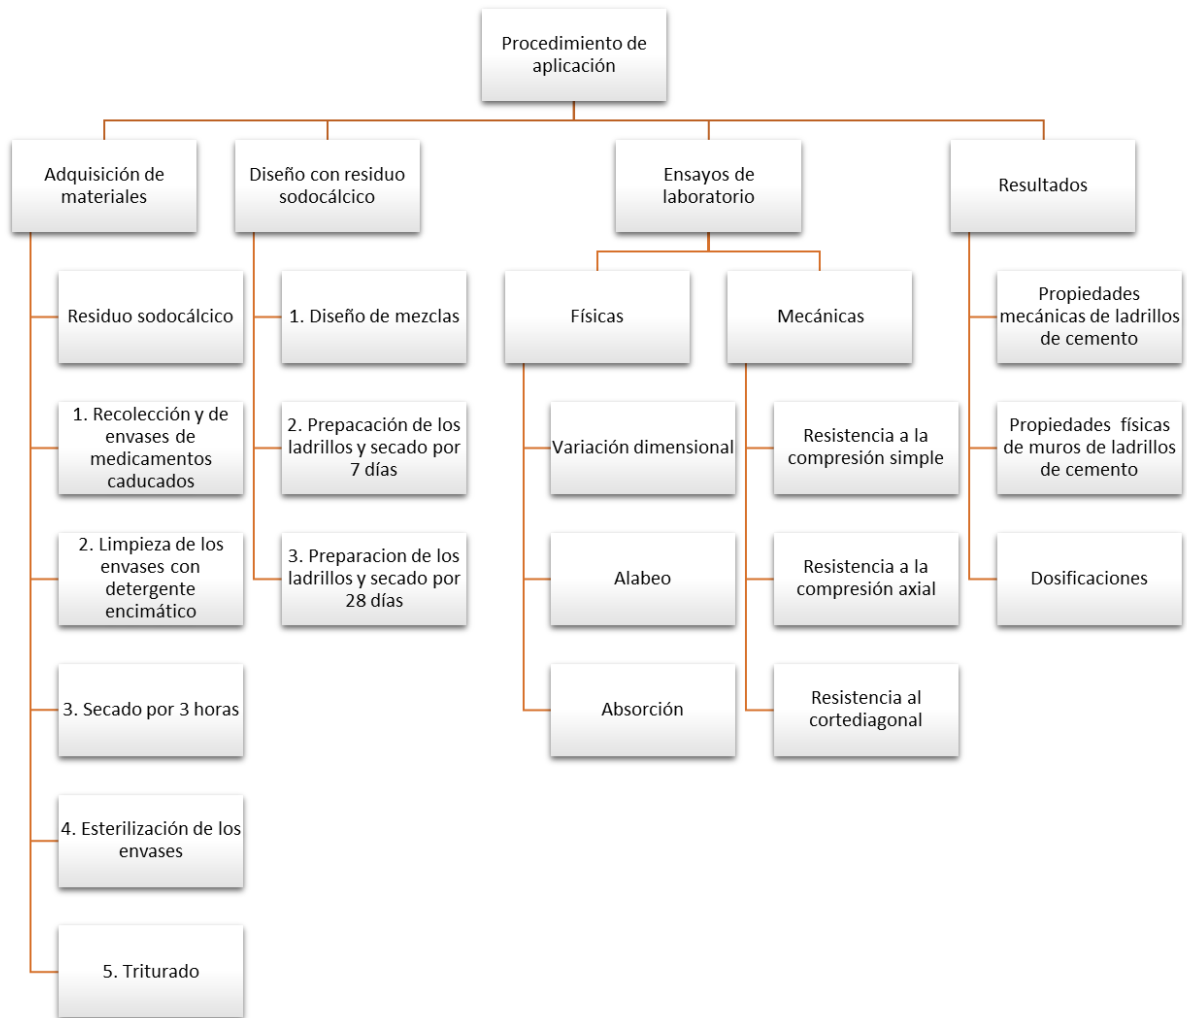 Procedimiento de
aplicación
Adquisición de
materiales
Residuo sodocálcico
1. Recolección y de
envases de
medicamentos
caducados
2. Limpieza de los
envases con
detergente
encimático
3. Secado por 3 horas
4. Esterilización de los
envases
5. Triturado
Diseño con residuo
sodocálcico
1. Diseño de mezclas
2. Prepacación de los
ladrillos y secado por
7 días
3. Preparacion de los
ladrillos y secado por
28 días
Ensayos de
laboratorio
Físicas
Variación dimensional
Alabeo
Absorción
Mecánicas
Resistencia a la
compresión simple
Resistencia a la
compresión axial
Resistencia al
cortediagonal
Resultados
Propiedades
mecánicas de ladrillos
de cemento
Propiedades físicas
de muros de ladrillos
de cemento
Dosificaciones